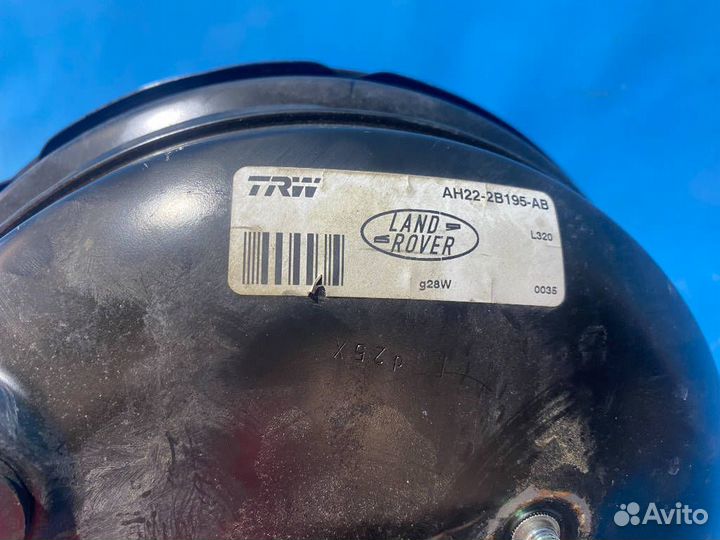 TRW
AH22-2B195-AB
LAND
ROVER
L320
g28W
0035
Avito